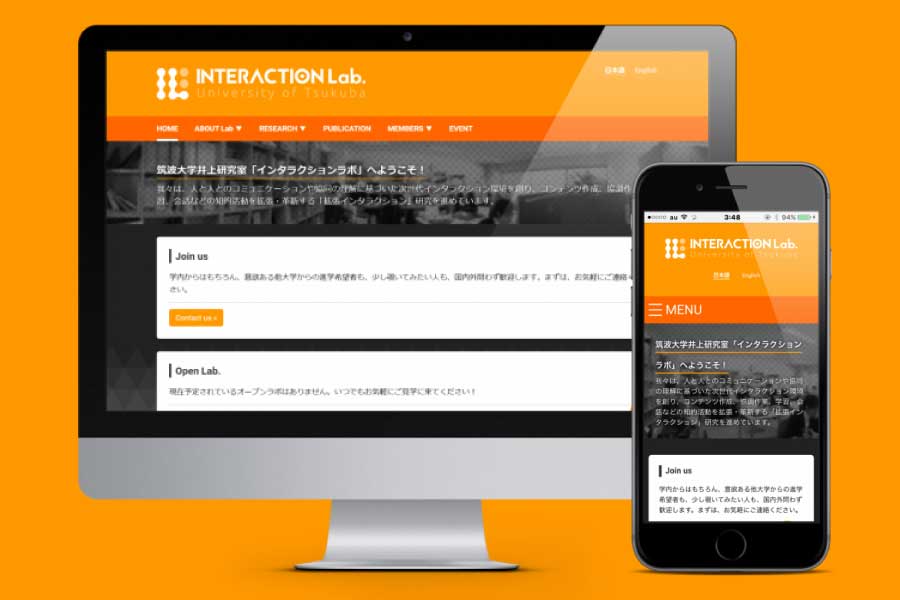 INTERACTION Lab.
University of Tsukuba
日本語 English
HOME ABOUT Lab ▼ RESEARCH ▼ PUBLICATION MEMBERS ▼ EVENT
筑波大学井上研究室「インタラクションラボ」へようこそ！
我々は、人と人とのコミュニケーションや協同の理解に基づいた次世代インタラクション環境を創り、コンテンツ作成、協調作
習、会話などの知的活動を拡張・革新する「拡張インタラクション」研究を進めています。
Join us
学内からはもちろん、意欲ある他大学からの進学希望者も、少し覗いてみたい人も、国内外問わず歓迎します。まずは、お気軽にご連絡
さい。
Contact us »
Open Lab.
現在予定されているオープンラボはありません。いつでもお気軽にご見学に来てください！
au 3:48 94%
INTERACTION Lab.
University of Tsukuba
日本語 English
MENU
筑波大学井上研究室「インタラクション
ラボ」へようこそ！
我々は、人と人とのコミュニケーションや協同
の理解に基づいた次世代インタラクション環境
を創り、コンテンツ作成、協調作業、学習、会
話などの知的活動を拡張・革新する「拡張イン
タラクション」研究を進めています。
Join us
学内からはもちろん、意欲ある他大学からの進学
希望者も、少し覗いてみたい人も、国内外問わず
歓迎します。まずは、お気軽にご連絡ください。